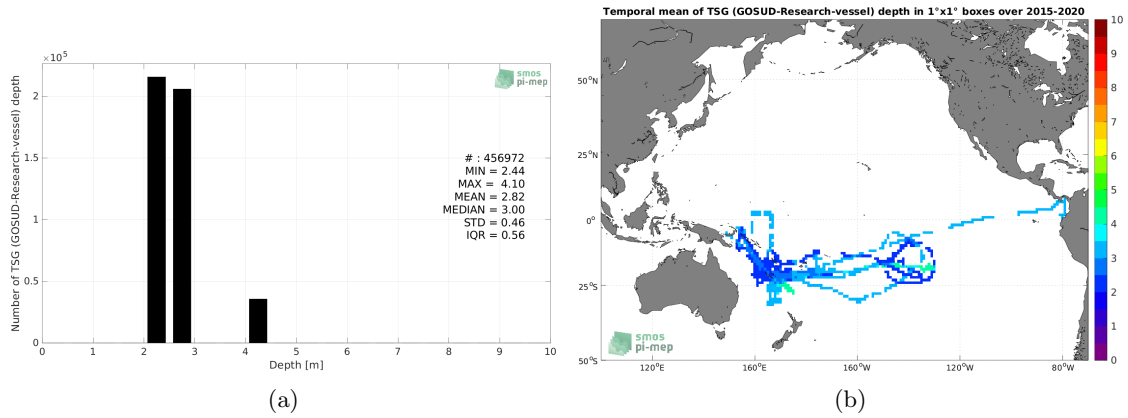 ×10⁵
2
1.5
1
0.5
0
Number of TSG (GOSUD-Research-vessel) depth
smos
pi-mep
# : 456972
MIN = 2.44
MAX = 4.10
MEAN = 2.82
MEDIAN = 3.00
STD = 0.46
IQR = 0.56
0 1 2 3 4 5 6 7 8 9 10
Depth [m]
(a)
Temporal mean of TSG (GOSUD-Research-vessel) depth in 1°x1° boxes over 2015-2020
50°N
25°N
0°
25°S
50°S
smos
pi-mep
120°E 160°E 160°W 120°W 80°W
10
9
8
7
6
5
4
3
2
1
0
(b)